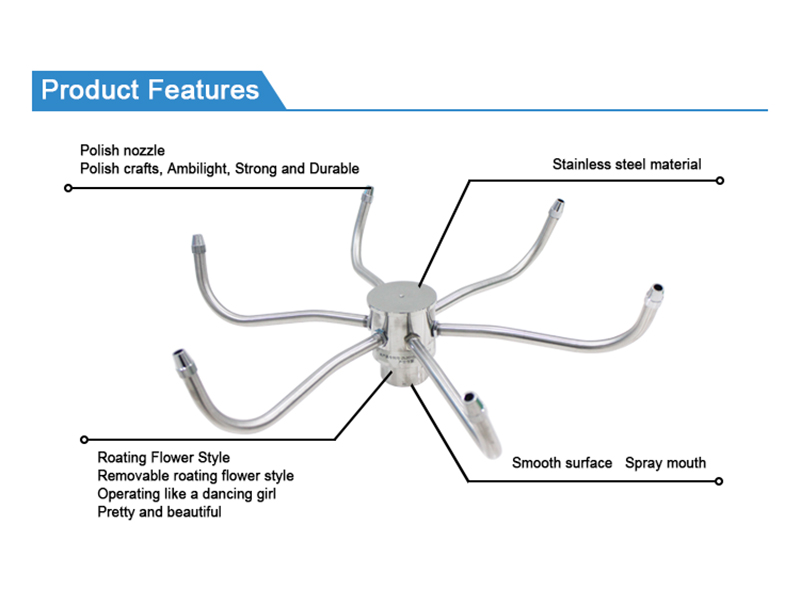 Product Features
Polish nozzle
Polish crafts, Ambilight, Strong and Durable
Stainless steel material
Roating Flower Style
Removable roating flower style
Operating like a dancing girl
Pretty and beautiful
Smooth surface Spray mouth